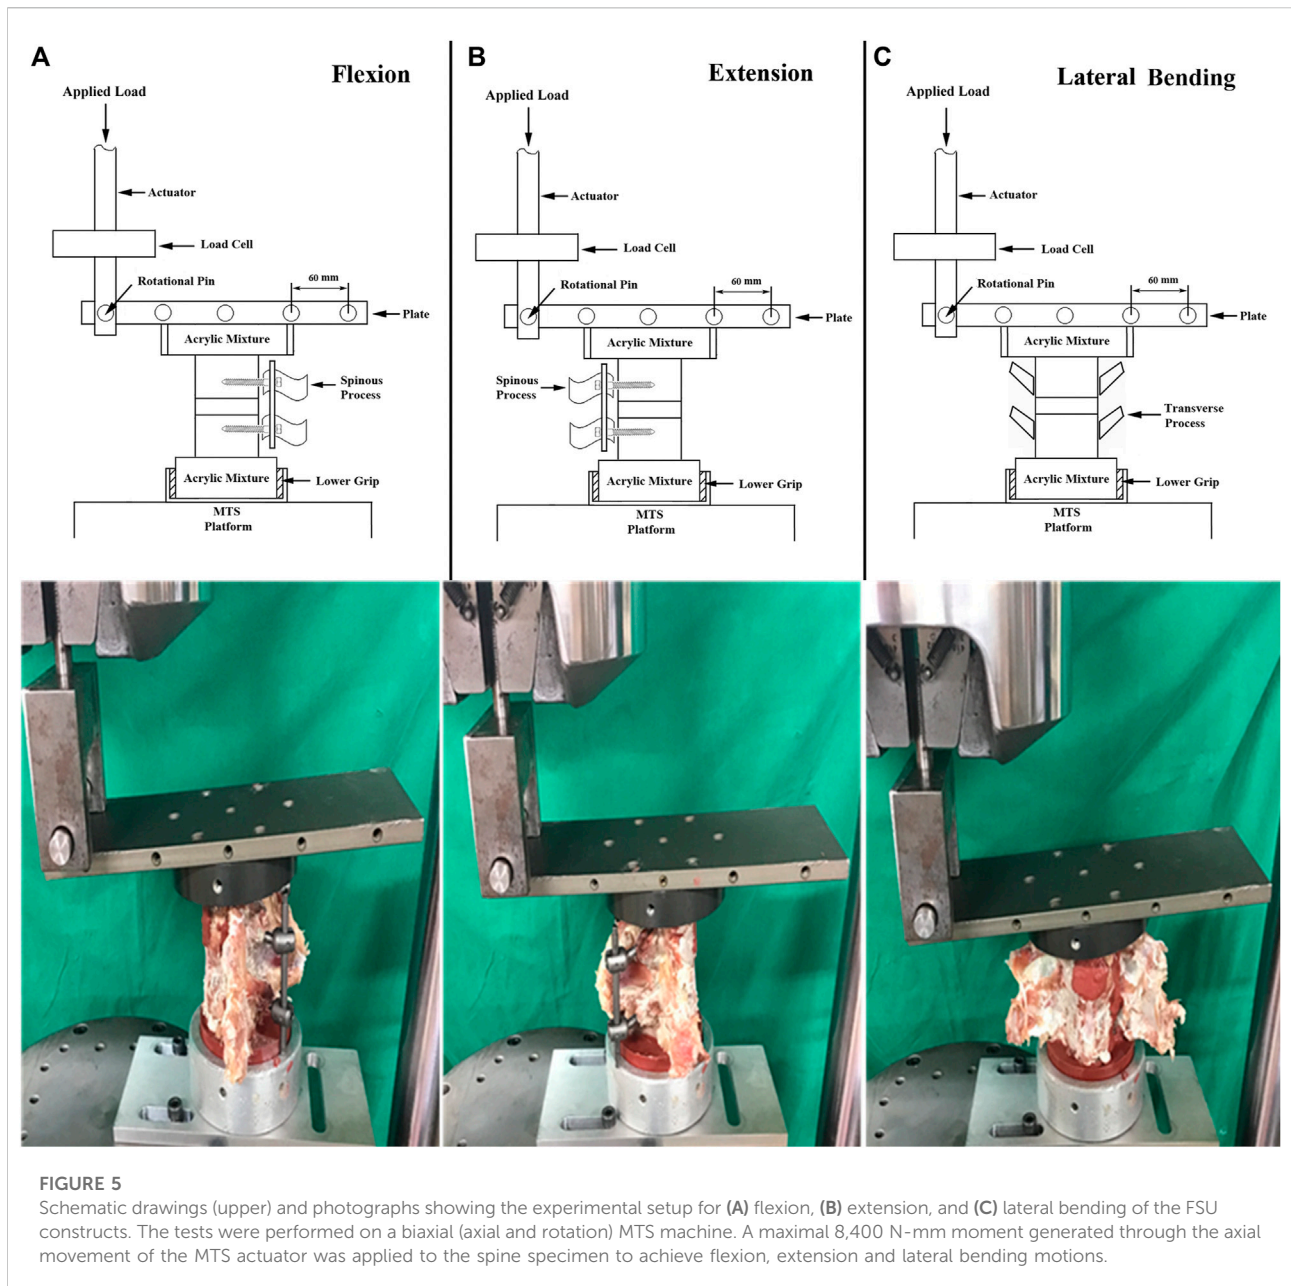 A
Flexion
Applied Load
Actuator
Load Cell
Rotational Pin
60 mm
Plate
Acrylic Mixture
Spinous
Process
Acrylic Mixture
Lower Grip
MTS
Platform
B
Extension
Applied Load
Actuator
Load Cell
Rotational Pin
60 mm
Plate
Acrylic Mixture
Spinous
Process
Acrylic Mixture
Lower Grip
MTS
Platform
C
Lateral Bending
Applied Load
Actuator
Load Cell
Rotational Pin
60 mm
Plate
Acrylic Mixture
Transverse
Process
Acrylic Mixture
Lower Grip
MTS
Platform
FIGURE 5
Schematic drawings (upper) and photographs showing the experimental setup for (A) flexion, (B) extension, and (C) lateral bending of the FSU
constructs. The tests were performed on a biaxial (axial and rotation) MTS machine. A maximal 8,400 N-mm moment generated through the axial
movement of the MTS actuator was applied to the spine specimen to achieve flexion, extension and lateral bending motions.